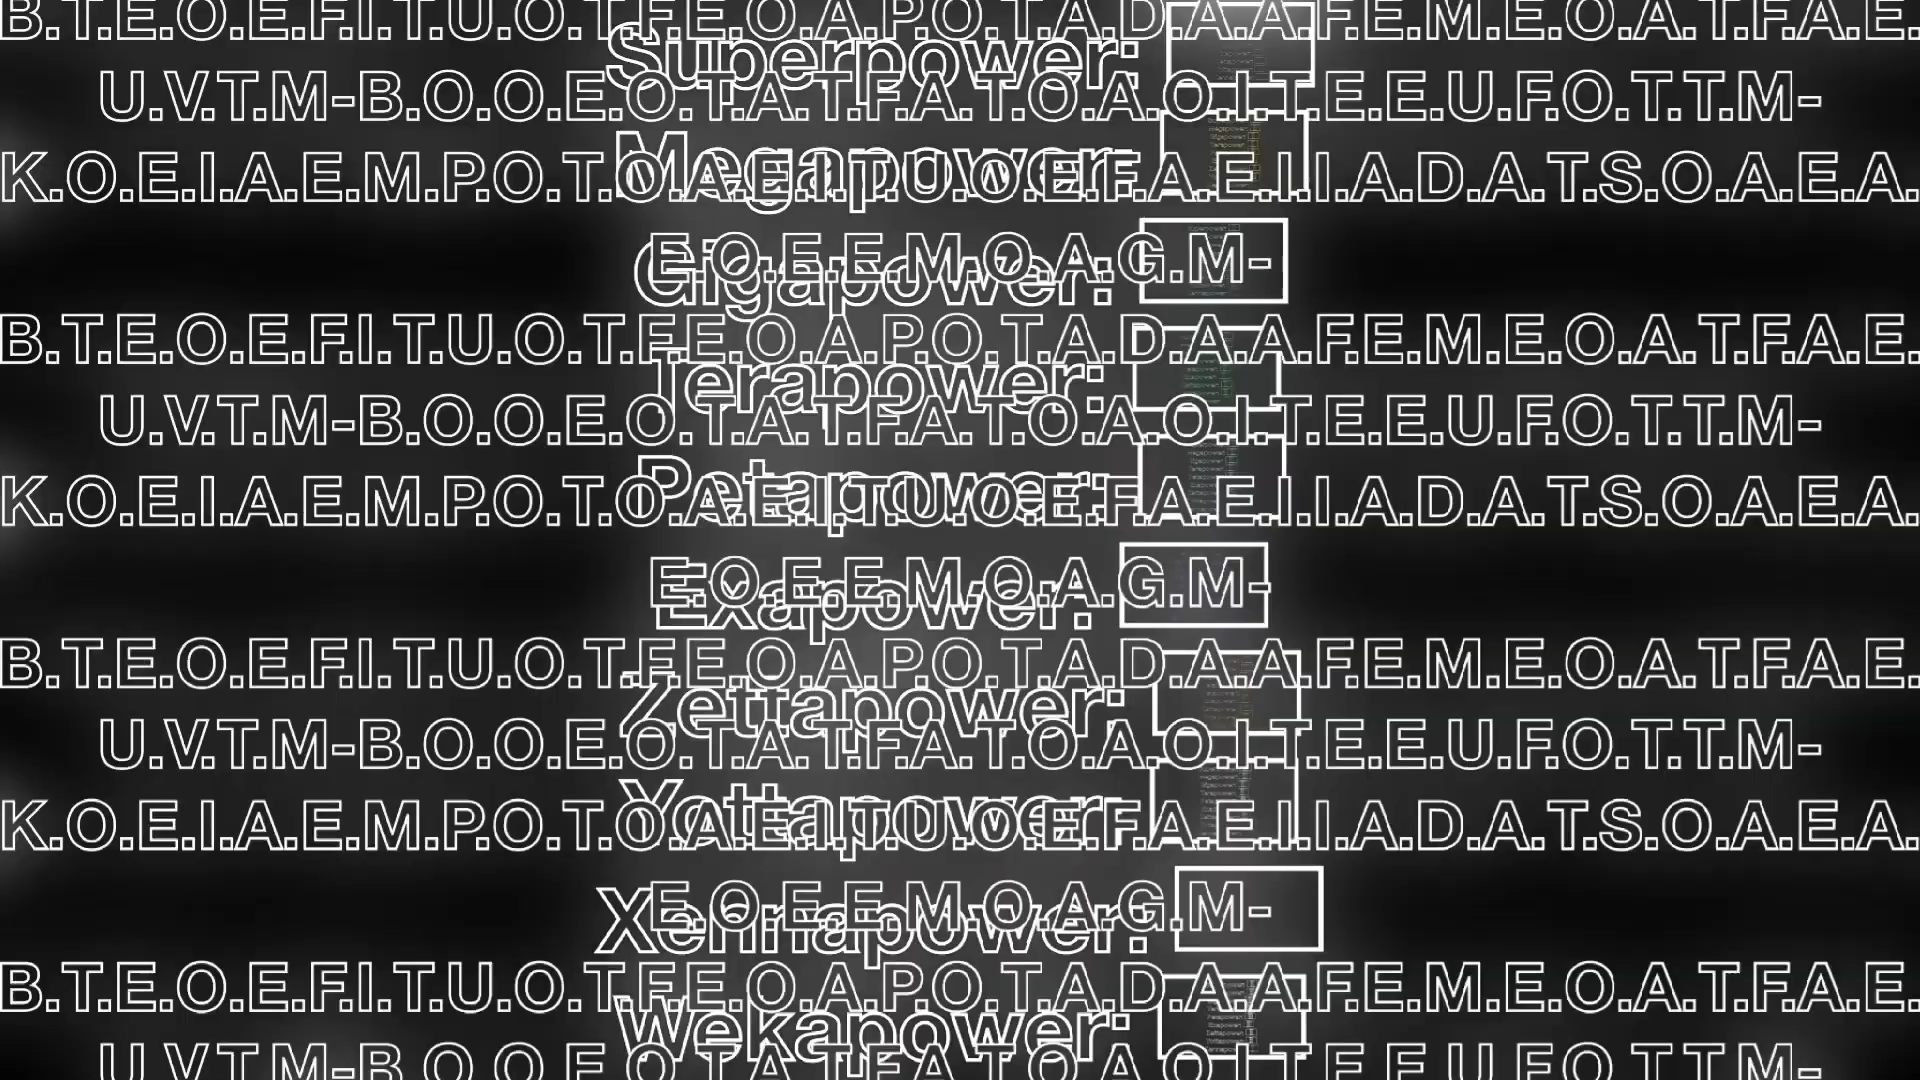 B.T.E.O.E.F.I.T.U.O.T.F.E.O.A.P.O.T.A.D.A.A.F.E.M.E.O.A.T.F.A.E.
Superpower:
U.V.T.M-B.O.O.E.O.T.A.T.F.A.T.O.A.O.I.T.E.E.U.F.O.T.T.M-
Megapower:
K.O.E.I.A.E.M.P.O.T.O.A.E.I.T.U.O.E.F.A.E.I.I.A.D.A.T.S.O.A.E.A.
E.O.E.E.M.O.A.G.M-
Gigapower:
B.T.E.O.E.F.I.T.U.O.T.F.E.O.A.P.O.T.A.D.A.A.F.E.M.E.O.A.T.F.A.E.
Terapower:
U.V.T.M-B.O.O.E.O.T.A.T.F.A.T.O.A.O.I.T.E.E.U.F.O.T.T.M-
Petapower:
K.O.E.I.A.E.M.P.O.T.O.A.E.I.T.U.O.E.F.A.E.I.I.A.D.A.T.S.O.A.E.A.
E.O.E.E.M.O.A.G.M-
Exapower:
B.T.E.O.E.F.I.T.U.O.T.F.E.O.A.P.O.T.A.D.A.A.F.E.M.E.O.A.T.F.A.E.
Zettapower:
U.V.T.M-B.O.O.E.O.T.A.T.F.A.T.O.A.O.I.T.E.E.U.F.O.T.T.M-
Yottapower:
K.O.E.I.A.E.M.P.O.T.O.A.E.I.T.U.O.E.F.A.E.I.I.A.D.A.T.S.O.A.E.A.
E.O.E.E.M.O.A.G.M-
Xennapower:
B.T.E.O.E.F.I.T.U.O.T.F.E.O.A.P.O.T.A.D.A.A.F.E.M.E.O.A.T.F.A.E.
Wekapower:
U.V.T.M-B.O.O.E.O.T.A.T.F.A.T.O.A.O.I.T.E.E.U.F.O.T.T.M-